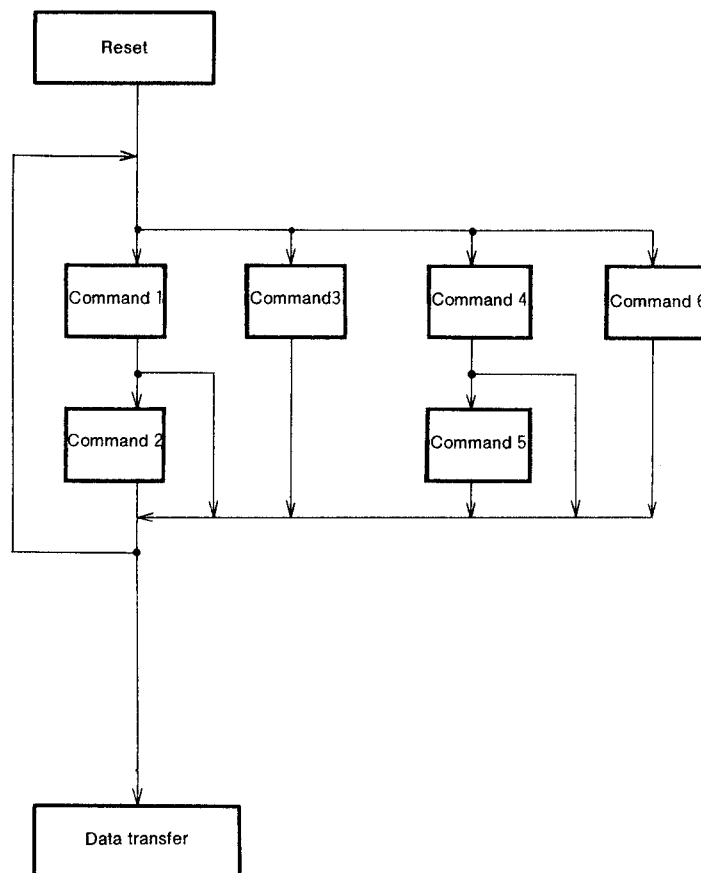 Reset
Command 1
Command3
Command 4
Command 6
Command 2
Command 5
Data transfer